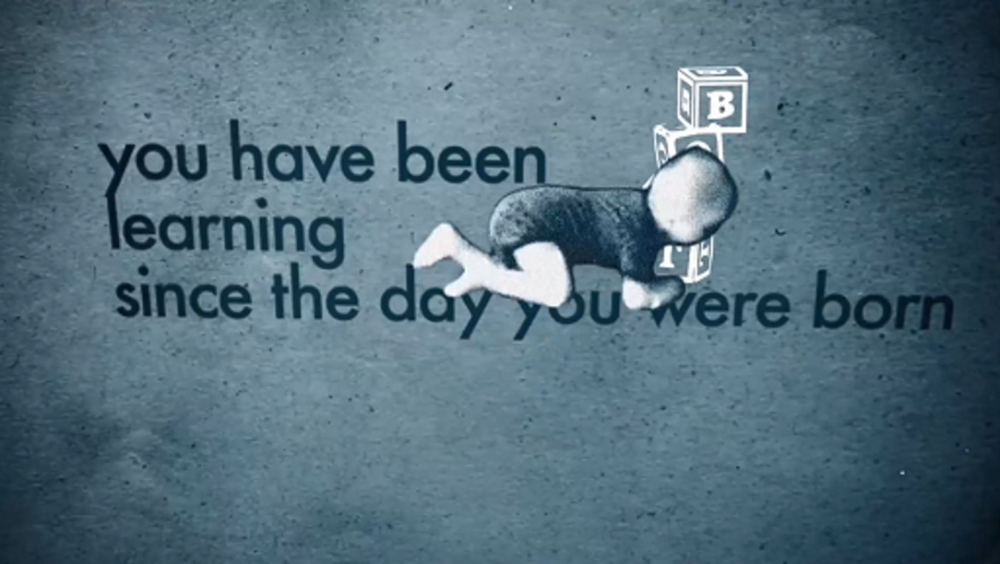 B
you have been
learning
since the day you were born